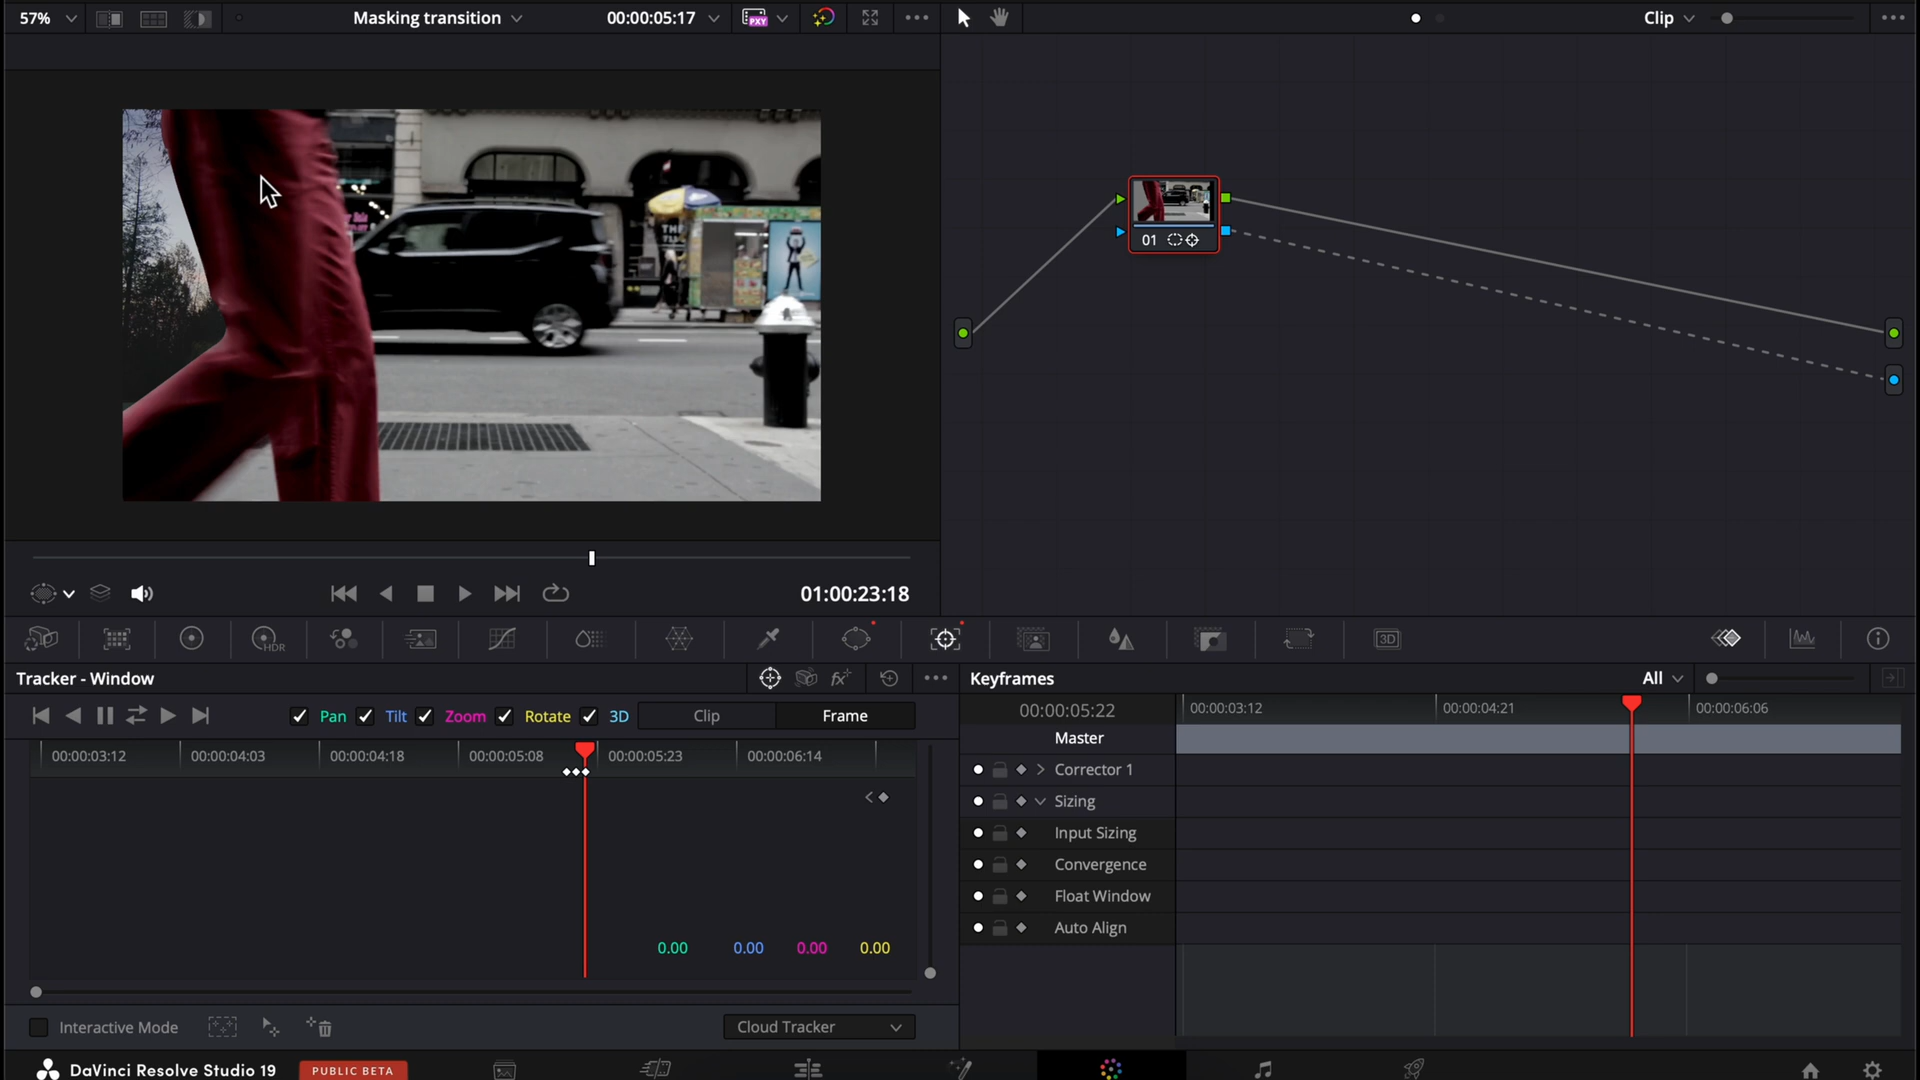 57%
Masking transition
00:00:05:17
PXY
Clip
01
01:00:23:18
HDR
3D
Tracker - Window
fx
Pan
Tilt
Zoom
Rotate
3D
Clip
Frame
00:00:03:12
00:00:04:03
00:00:04:18
00:00:05:08
00:00:05:23
00:00:06:14
0.00
0.00
0.00
0.00
Interactive Mode
Cloud Tracker
Keyframes
All
00:00:05:22
00:00:03:12
00:00:04:21
00:00:06:06
Master
Corrector 1
Sizing
Input Sizing
Convergence
Float Window
Auto Align
DaVinci Resolve Studio 19
PUBLIC BETA